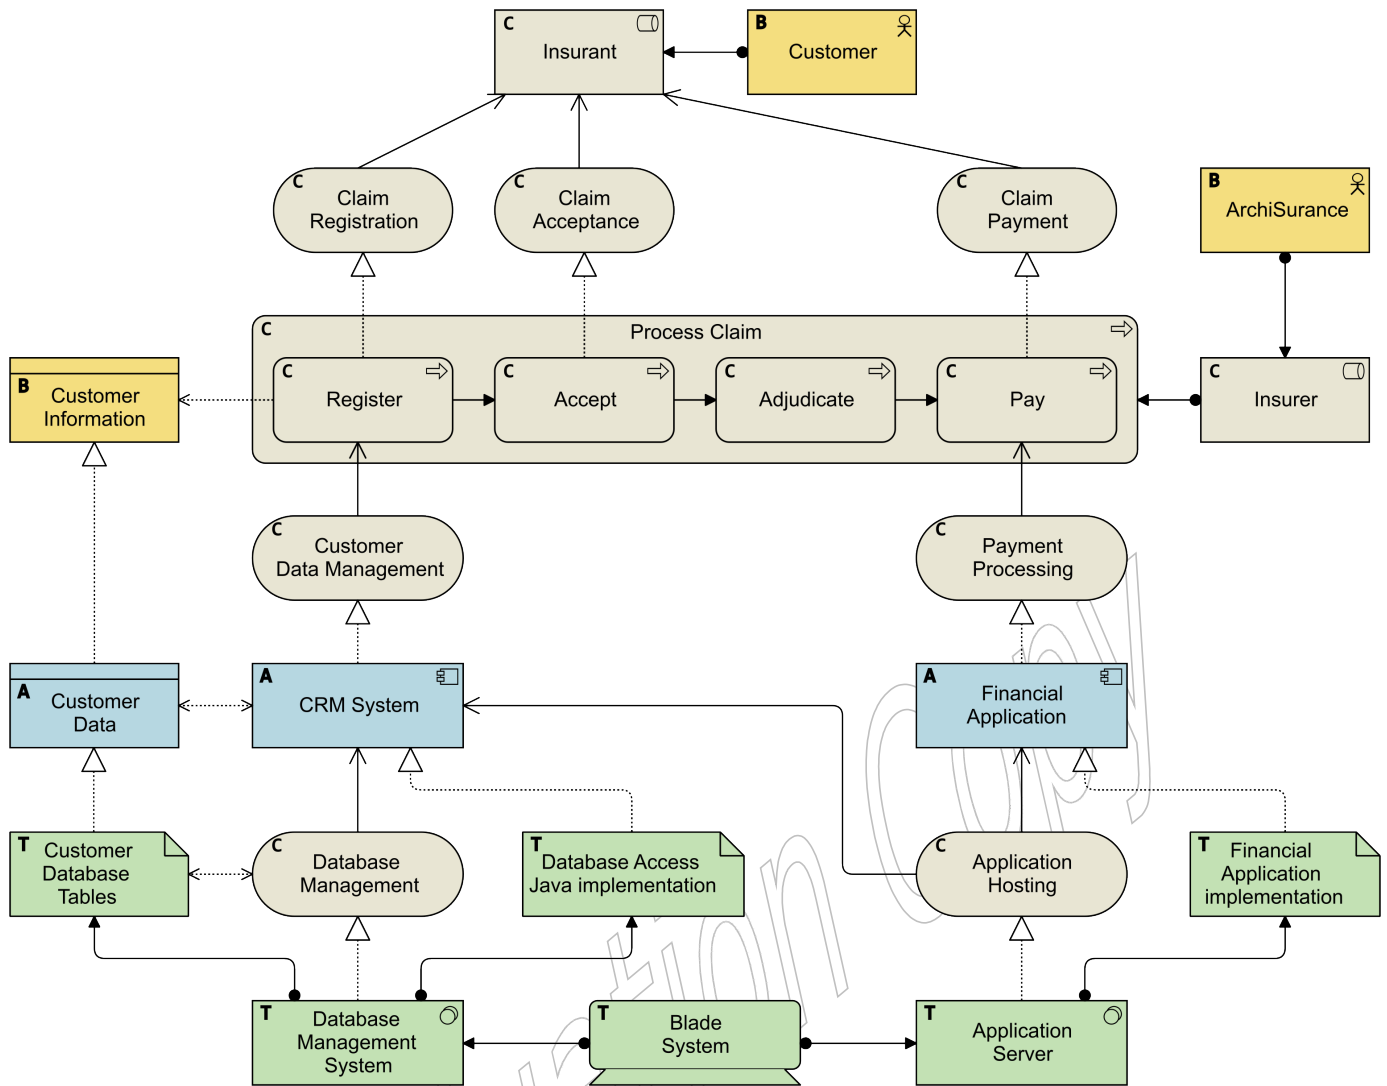 C
Insurant
B
Customer
C
Claim
Registration
C
Claim
Acceptance
C
Claim
Payment
B
ArchiSurance
C
Process Claim
B
Customer
Information
C
Register
C
Accept
C
Adjudicate
C
Pay
C
Insurer
C
Customer
Data Management
C
Payment
Processing
A
Customer
Data
A
CRM System
A
Financial
Application
T
Customer
Database
Tables
C
Database
Management
T
Database Access
Java implementation
C
Application
Hosting
T
Financial
Application
implementation
T
Database
Management
System
T
Blade
System
T
Application
Server
Copy